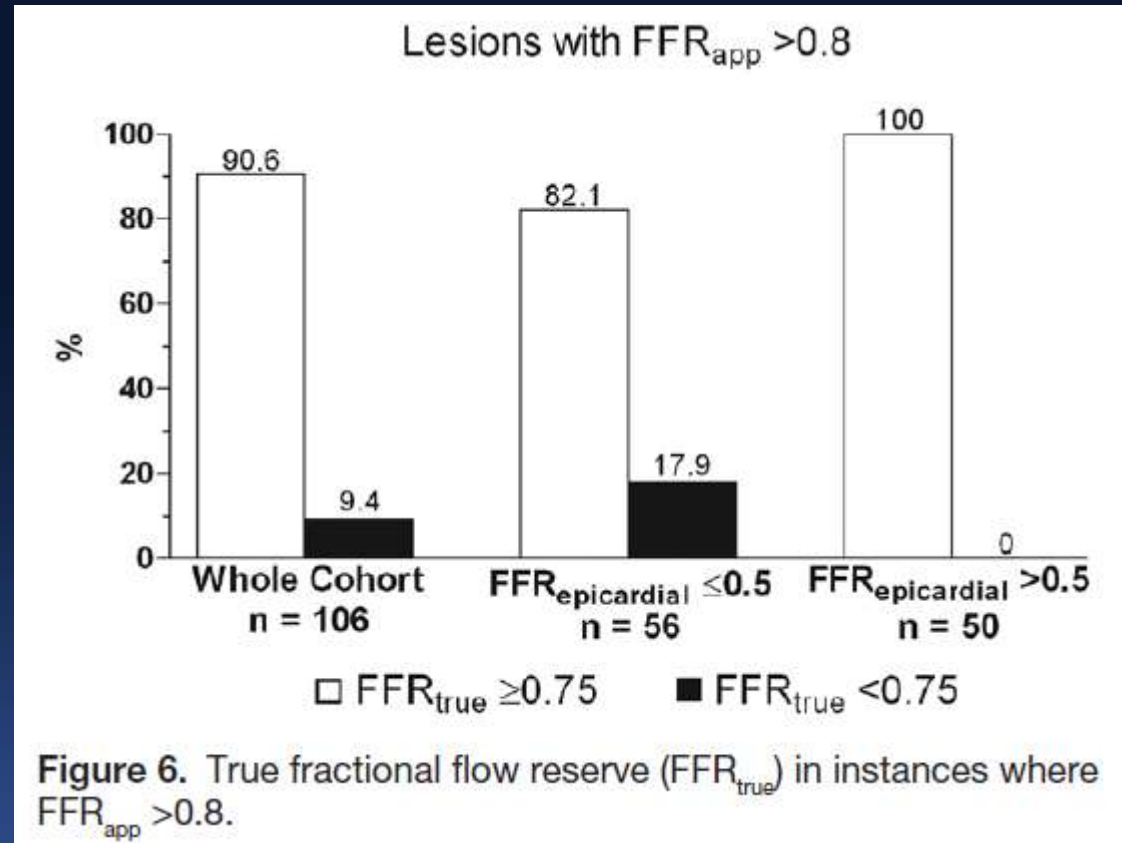 Lesions with FFRapp >0.8
100
80
60
40
20
0
%
90.6
9.4
82.1
17.9
100
0
Whole Cohort
n = 106
FFRepicardial ≤0.5
n = 56
FFRepicardial >0.5
n = 50
□ FFRtrue ≥0.75 ■ FFRtrue <0.75
Figure 6. True fractional flow reserve (FFRtrue) in instances where
FFRapp >0.8.